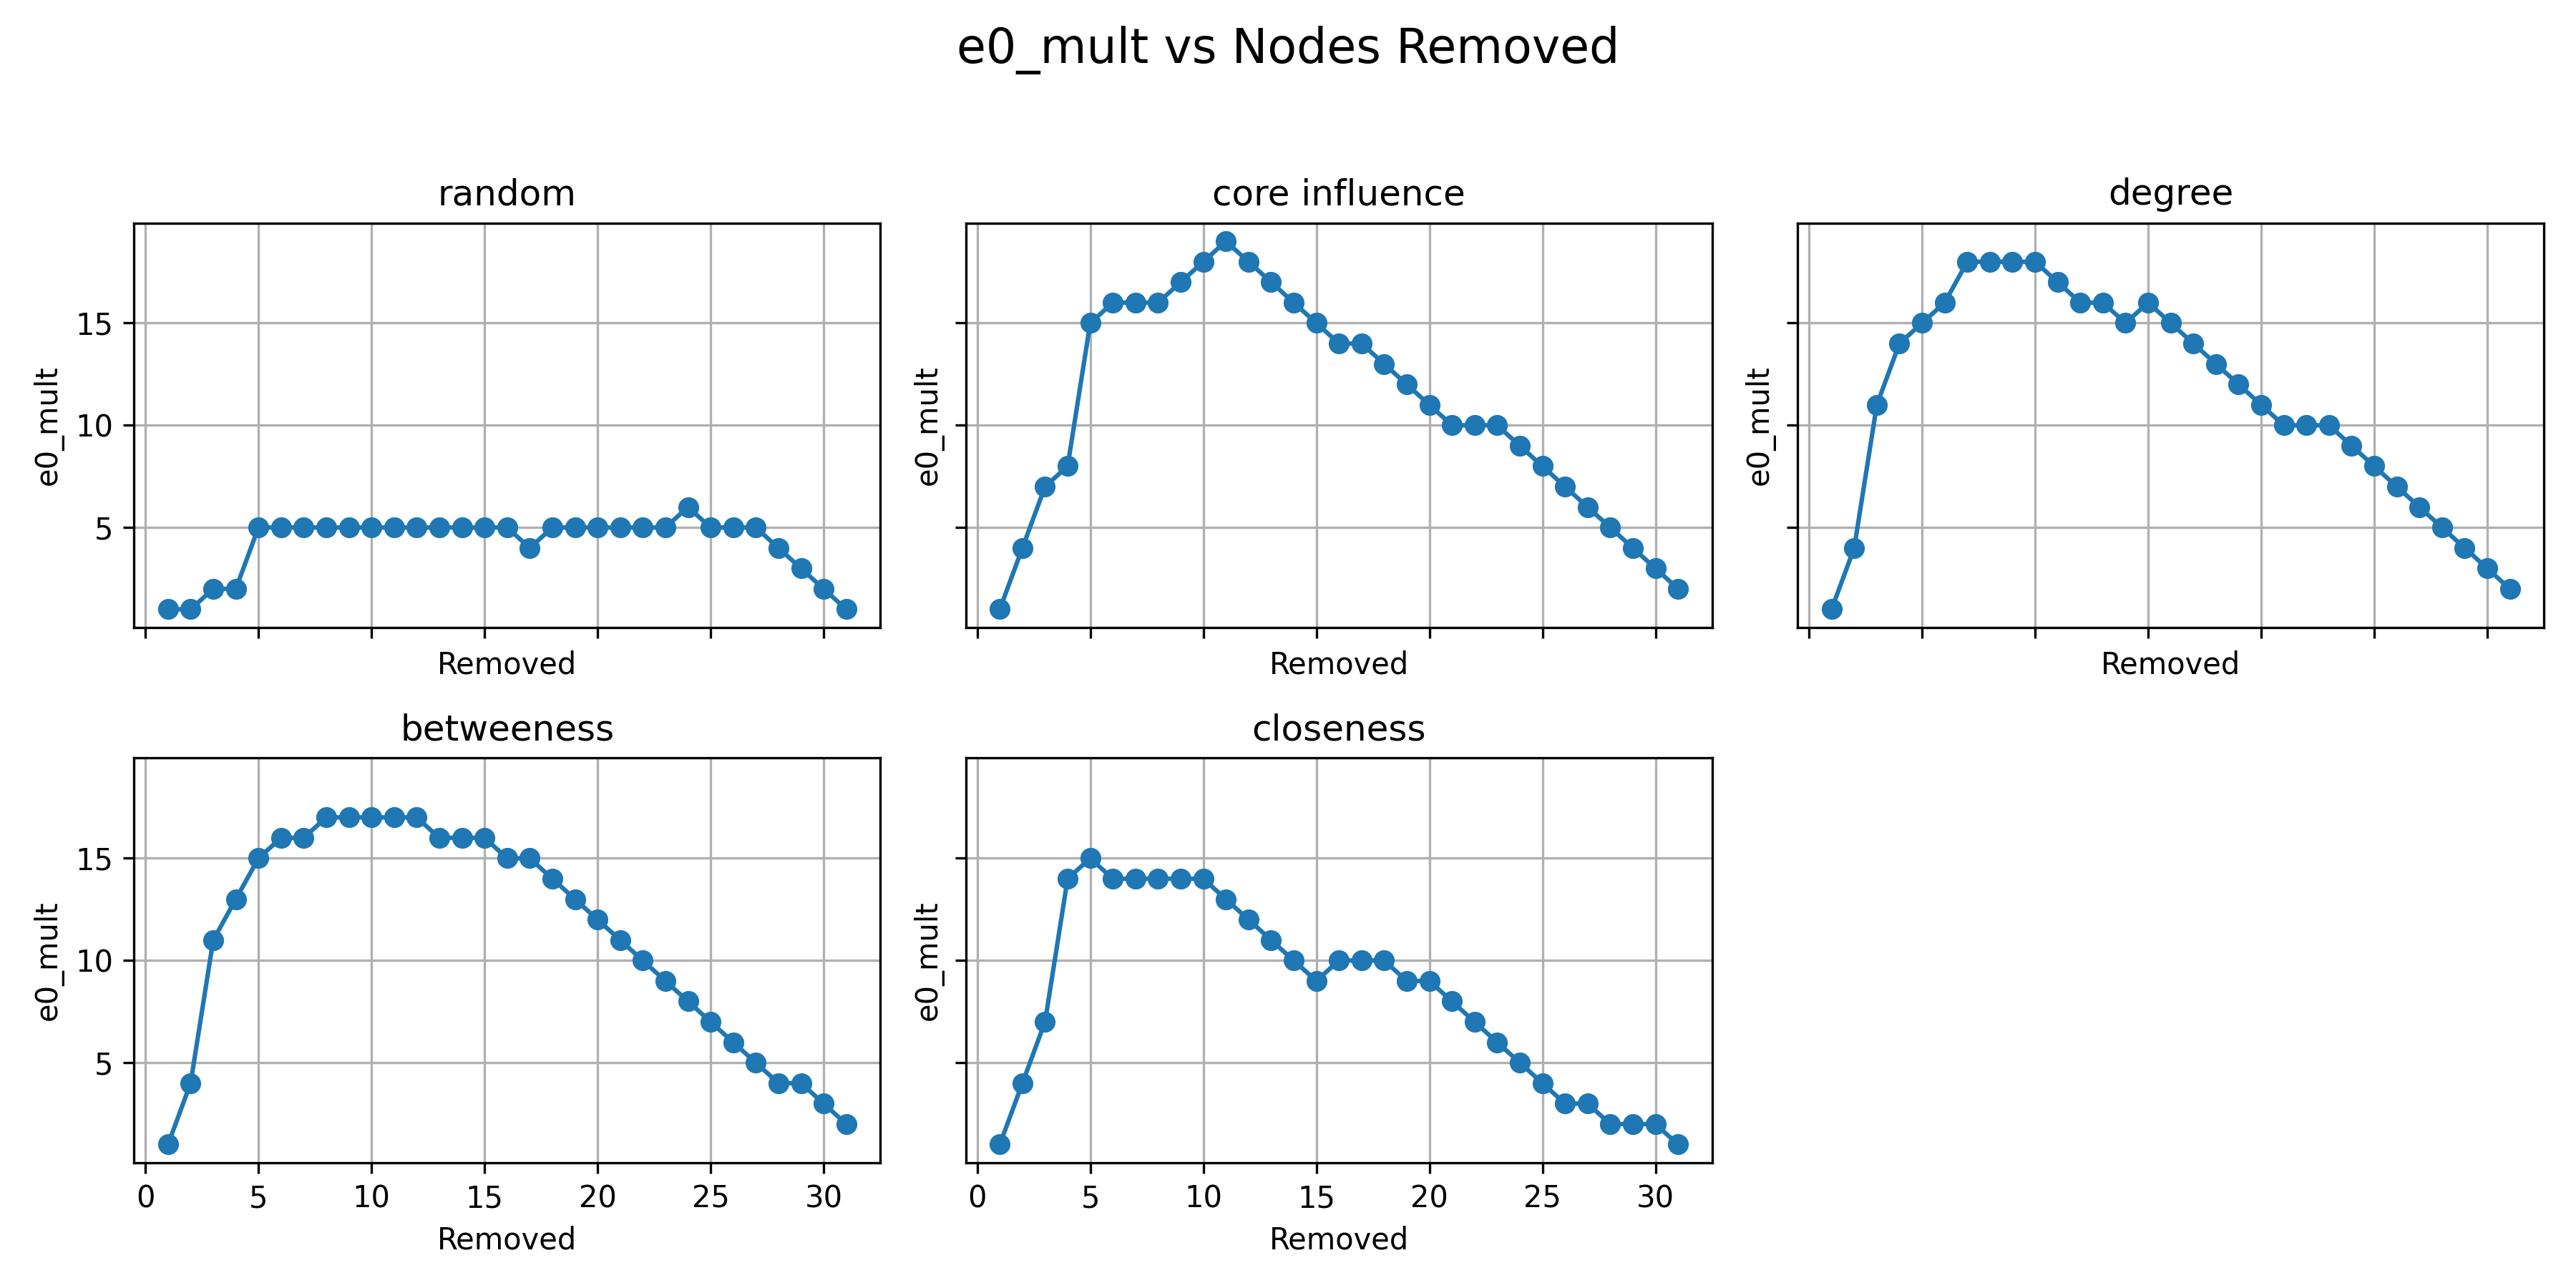 e0_mult vs Nodes Removed
random
core influence
degree
e0_mult
15
10
5
Removed
e0_mult
Removed
e0_mult
Removed
betweeness
closeness
e0_mult
15
10
5
0 5 10 15 20 25 30
Removed
e0_mult
0 5 10 15 20 25 30
Removed